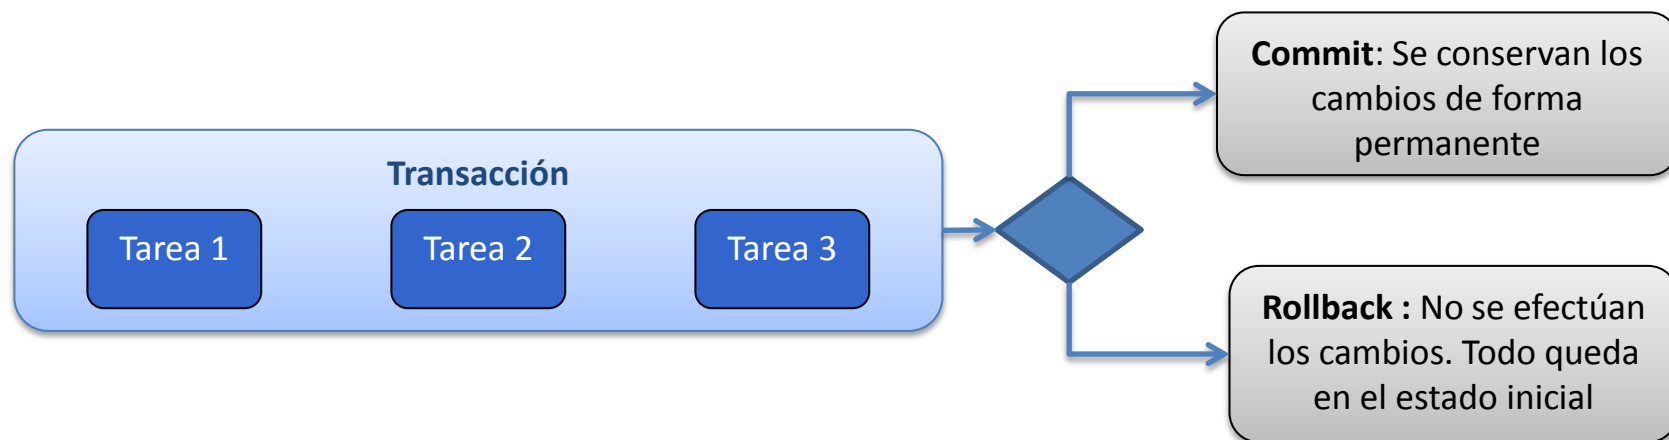 Transacción
Tarea 1
Tarea 2
Tarea 3
Commit: Se conservan los
cambios de forma
permanente
Rollback : No se efectúan
los cambios. Todo queda
en el estado inicial